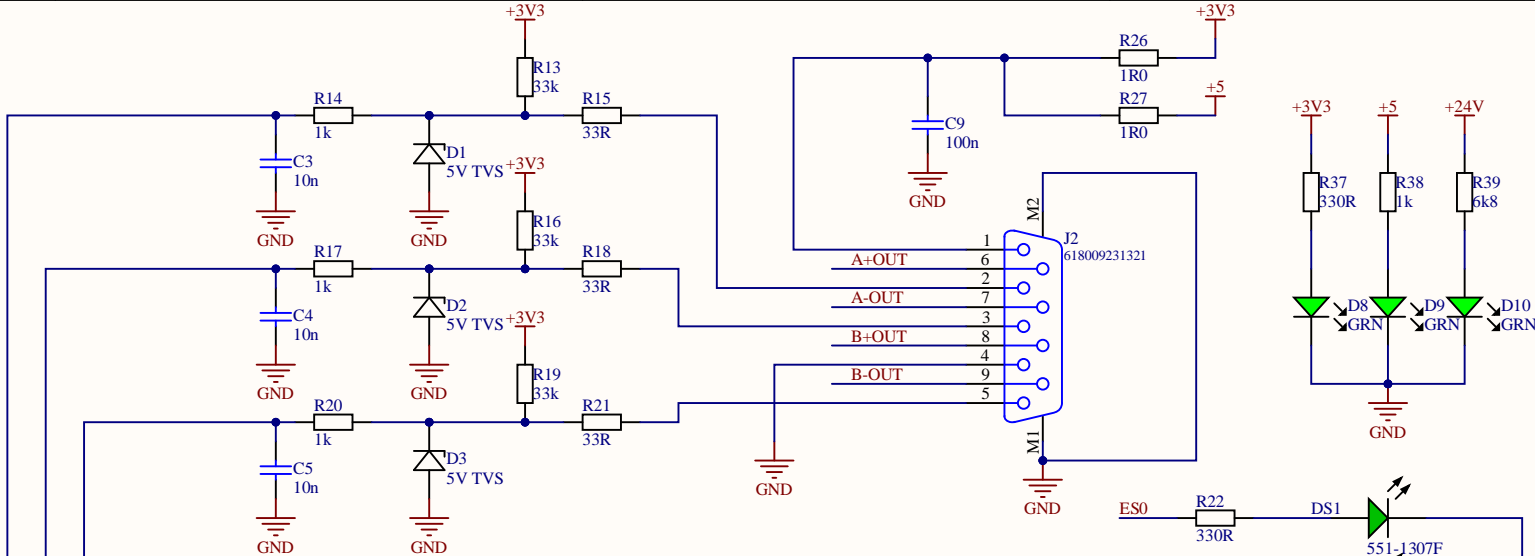 +3V3
R13
33k
R14
1k
R15
33R
C3
10n
GND
D1
5V TVS
GND
+3V3
R16
33k
R17
1k
R18
33R
C4
10n
GND
D2
5V TVS
GND
+3V3
R19
33k
R20
1k
R21
33R
C5
10n
GND
D3
5V TVS
GND
+3V3
R26
1R0
+5
R27
1R0
C9
100n
GND
M2
J2
618009231321
1
A+OUT
6
2
A-OUT
7
3
B+OUT
8
4
B-OUT
9
5
M1
GND
GND
+3V3
+5
+24V
R37
330R
R38
1k
R39
6k8
D8
GRN
D9
GRN
D10
GRN
GND
ES0
R22
330R
DS1
551-1307F